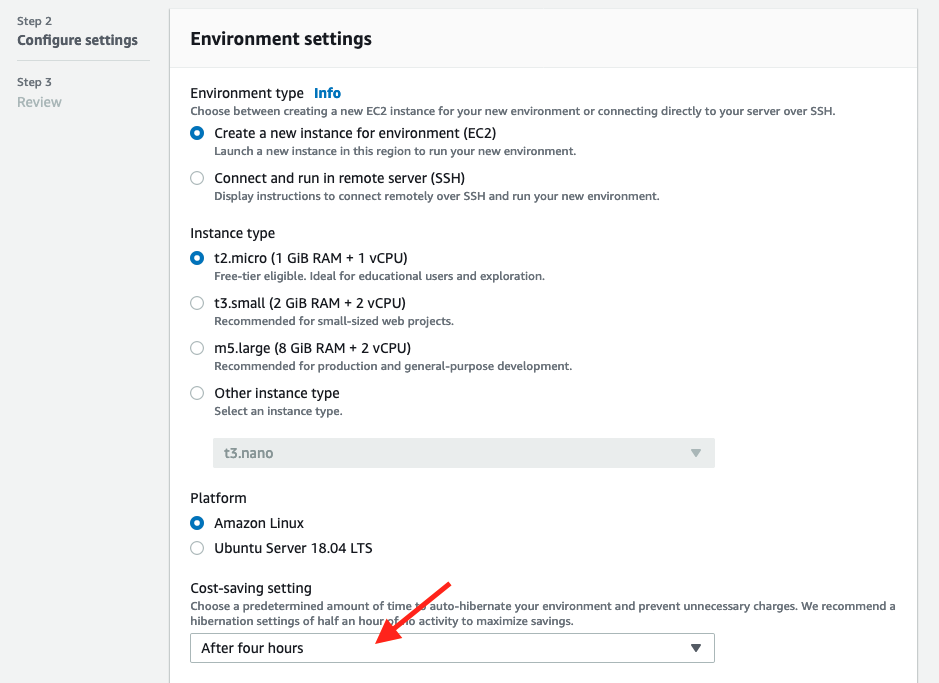 Step 2
Configure settings
Step 3
Review
Environment settings
Environment type Info
Choose between creating a new EC2 instance for your new environment or connecting directly to your server over SSH.
Create a new instance for environment (EC2)
Launch a new instance in this region to run your new environment.
Connect and run in remote server (SSH)
Display instructions to connect remotely over SSH and run your new environment.
Instance type
t2.micro (1 GiB RAM + 1 vCPU)
Free-tier eligible. Ideal for educational users and exploration.
t3.small (2 GiB RAM + 2 vCPU)
Recommended for small-sized web projects.
m5.large (8 GiB RAM + 2 vCPU)
Recommended for production and general-purpose development.
Other instance type
Select an instance type.
t3.nano
Platform
Amazon Linux
Ubuntu Server 18.04 LTS
Cost-saving setting
Choose a predetermined amount of time to auto-hibernate your environment and prevent unnecessary charges. We recommend a
hibernation settings of half an hour of no activity to maximize savings.
After four hours